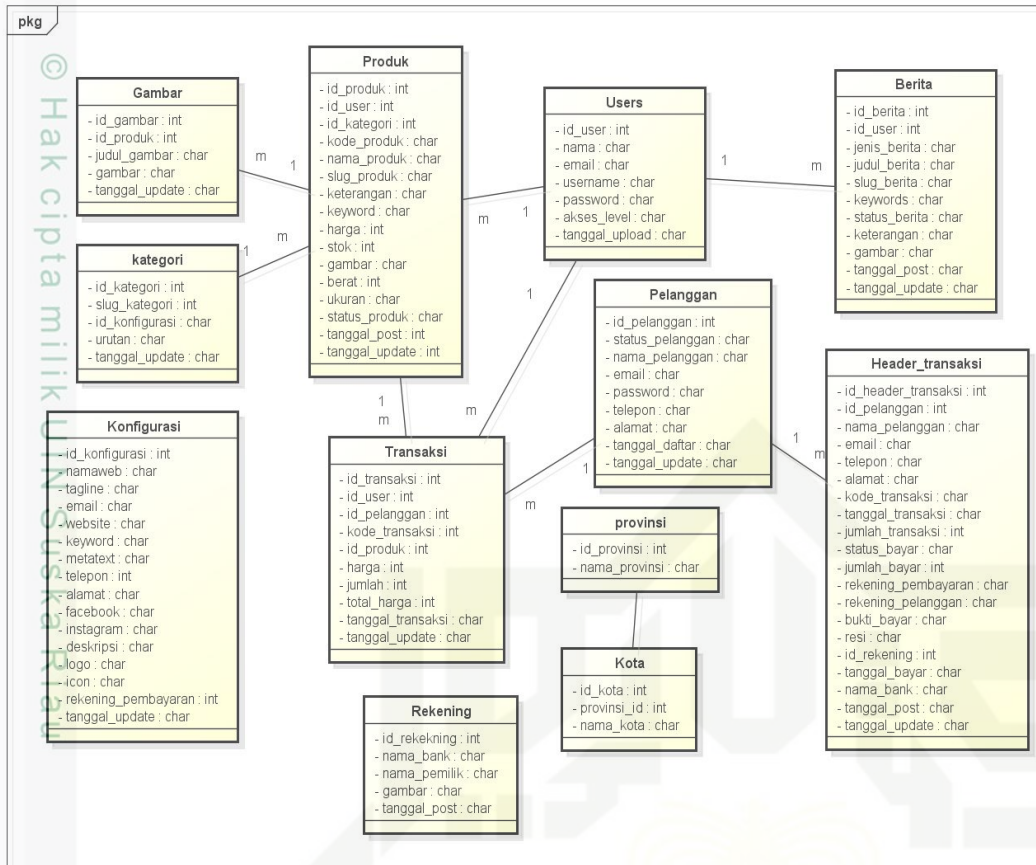 pkg
© Hak cipta milik UIN Suska Riau
Gambar
- id_gambar : int
- id_produk : int
- judul_gambar : char
- gambar : char
- tanggal_update : char
m
1
kategori
- id_kategori : int
- slug_kategori : int
- id_konfigurasi : char
- urutan : char
- tanggal_update : char
1
m
Konfigurasi
- id_konfigurasi : int
- namaweb : char
- tagline : char
- email : char
- website : char
- keyword : char
- metatext : char
- telepon : int
- alamat : char
- facebook : char
- instagram : char
- deskripsi : char
- logo : char
- icon : char
- rekening_pembayaran : int
- tanggal_update : char
Produk
- id_produk : int
- id_user : int
- id_kategori : int
- kode_produk : char
- nama_produk : char
- slug_produk : char
- keterangan : char
- keyword : char
- harga : int
- stok : int
- gambar : char
- berat : int
- ukuran : char
- status_produk : char
- tanggal_post : int
- tanggal_update : int
m
1
1
m
Transaksi
- id_transaksi : int
- id_user : int
- id_pelanggan : int
- kode_transaksi : int
- id_produk : int
- harga : int
- jumlah : int
- total_harga : int
- tanggal_transaksi : char
- tanggal_update : char
Rekening
- id_rekekning : int
- nama_bank : char
- nama_pemilik : char
- gambar : char
- tanggal_post : char
Users
- id_user : int
- nama : char
- email : char
- username : char
- password : char
- akses_level : char
- tanggal_upload : char
1
m
1
m
Pelanggan
- id_pelanggan : int
- status_pelanggan : char
- nama_pelanggan : char
- email : char
- password : char
- telepon : char
- alamat : char
- tanggal_daftar : char
- tanggal_update : char
1
m
1
m
provinsi
- id_provinsi : int
- nama_provinsi : char
Kota
- id_kota : int
- provinsi_id : int
- nama_kota : char
Berita
- id_berita : int
- id_user : int
- jenis_berita : char
- judul_berita : char
- slug_berita : char
- keywords : char
- status_berita : char
- keterangan : char
- gambar : char
- tanggal_post : char
- tanggal_update : char
Header_transaksi
- id_header_transaksi : int
- id_pelanggan : int
- nama_pelanggan : char
- email : char
- telepon : char
- alamat : char
- kode_transaksi : char
- tanggal_transaksi : char
- jumlah_transaksi : int
- status_bayar : char
- jumlah_bayar : int
- rekening_pembayaran : char
- rekening_pelanggan : char
- bukti_bayar : char
- resi : char
- id_rekening : int
- tanggal_bayar : char
- nama_bank : char
- tanggal_post : char
- tanggal_update : char